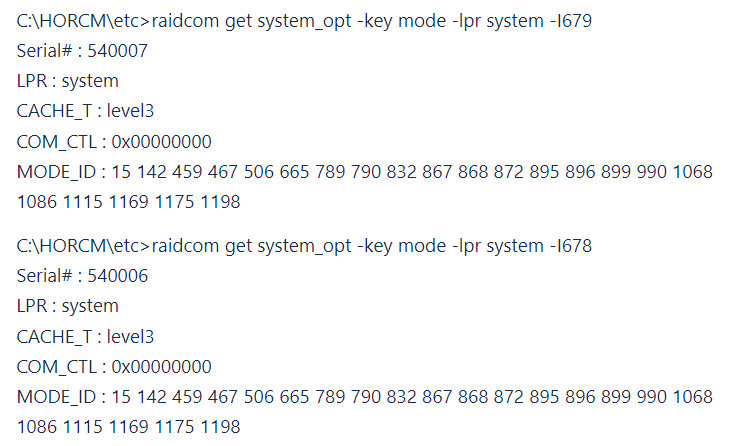 C:\HORCM\etc>raidcom get system_opt -key mode -lpr system -I679
Serial# : 540007
LPR : system
CACHE_T : level3
COM_CTL : 0x00000000
MODE_ID : 15 142 459 467 506 665 789 790 832 867 868 872 895 896 899 990 1068
1086 1115 1169 1175 1198
C:\HORCM\etc>raidcom get system_opt -key mode -lpr system -I678
Serial# : 540006
LPR : system
CACHE_T : level3
COM_CTL : 0x00000000
MODE_ID : 15 142 459 467 506 665 789 790 832 867 868 872 895 896 899 990 1068
1086 1115 1169 1175 1198